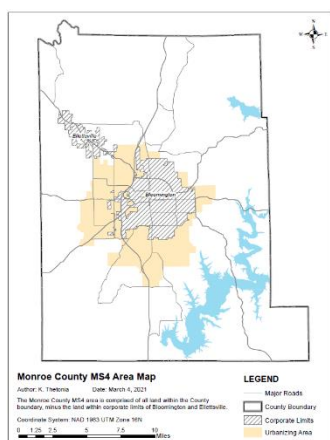 N
W
E
S
Ellettsville
Bloomington
Monroe County MS4 Area Map
Author: K. Thetonia Date: March 4, 2021
The Monroe County MS4 area is comprised of all land within the County
boundary, minus the land within corporate limits of Bloomington and Ellettsville.
Coordinate System: NAD 1983 UTM Zone 16N
0 1.25 2.5 5 7.5 10
Miles
LEGEND
Major Roads
County Boundary
Corporate Limits
Urbanizing Area